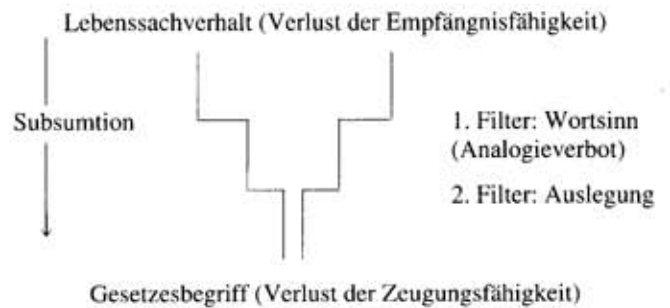 Lebenssachverhalt (Verlust der Empfängnisfähigkeit)
Subsumtion
1. Filter: Wortsinn
(Analogieverbot)
2. Filter: Auslegung
Gesetzesbegriff (Verlust der Zeugungsfähigkeit)